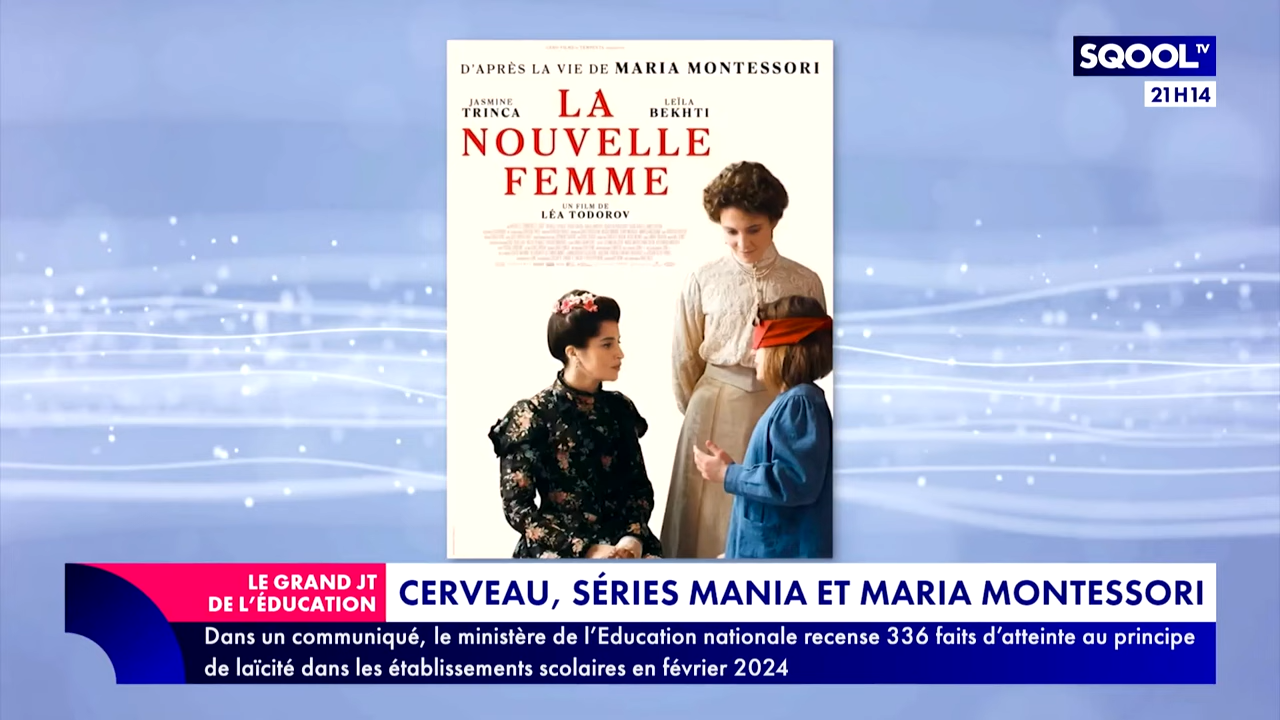 D'APRÈS LA VIE DE MARIA MONTESSORI
JASMINE
TRINCA
LEÏLA
BEKHTI
LA
NOUVELLE
FEMME
UN FILM DE
LÉA TODOROV
SQOOL TV
21H14
LE GRAND JT
DE L'ÉDUCATION
CERVEAU, SÉRIES MANIA ET MARIA MONTESSORI
Dans un communiqué, le ministère de l'Education nationale recense 336 faits d'atteinte au principe
de laïcité dans les établissements scolaires en février 2024